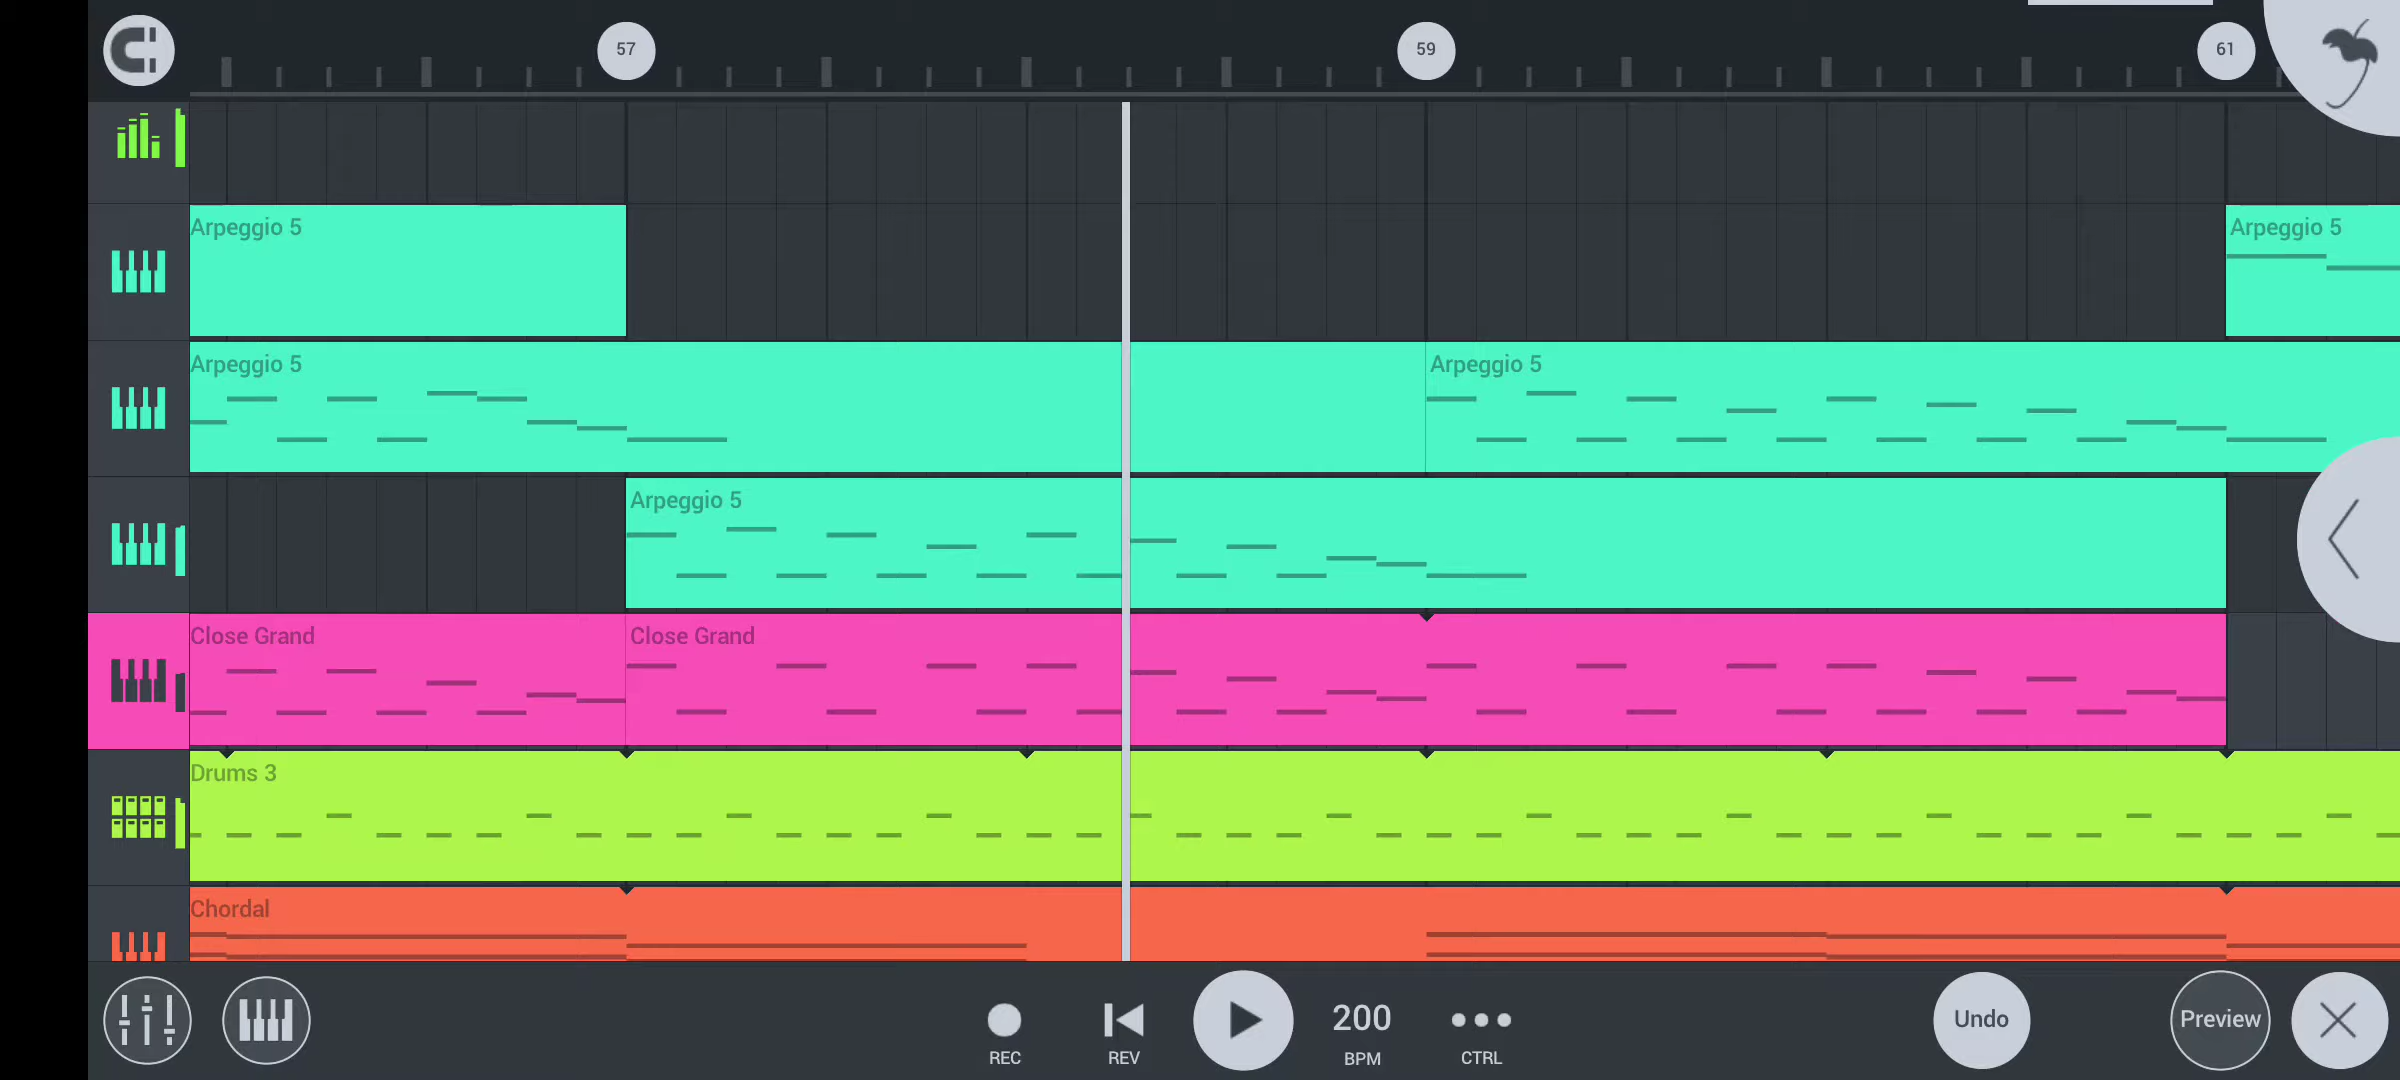 57
59
61
Arpeggio 5
Arpeggio 5
Arpeggio 5
Arpeggio 5
Arpeggio 5
Close Grand
Close Grand
Drums 3
Chordal
REC
REV
200
BPM
CTRL
Undo
Preview